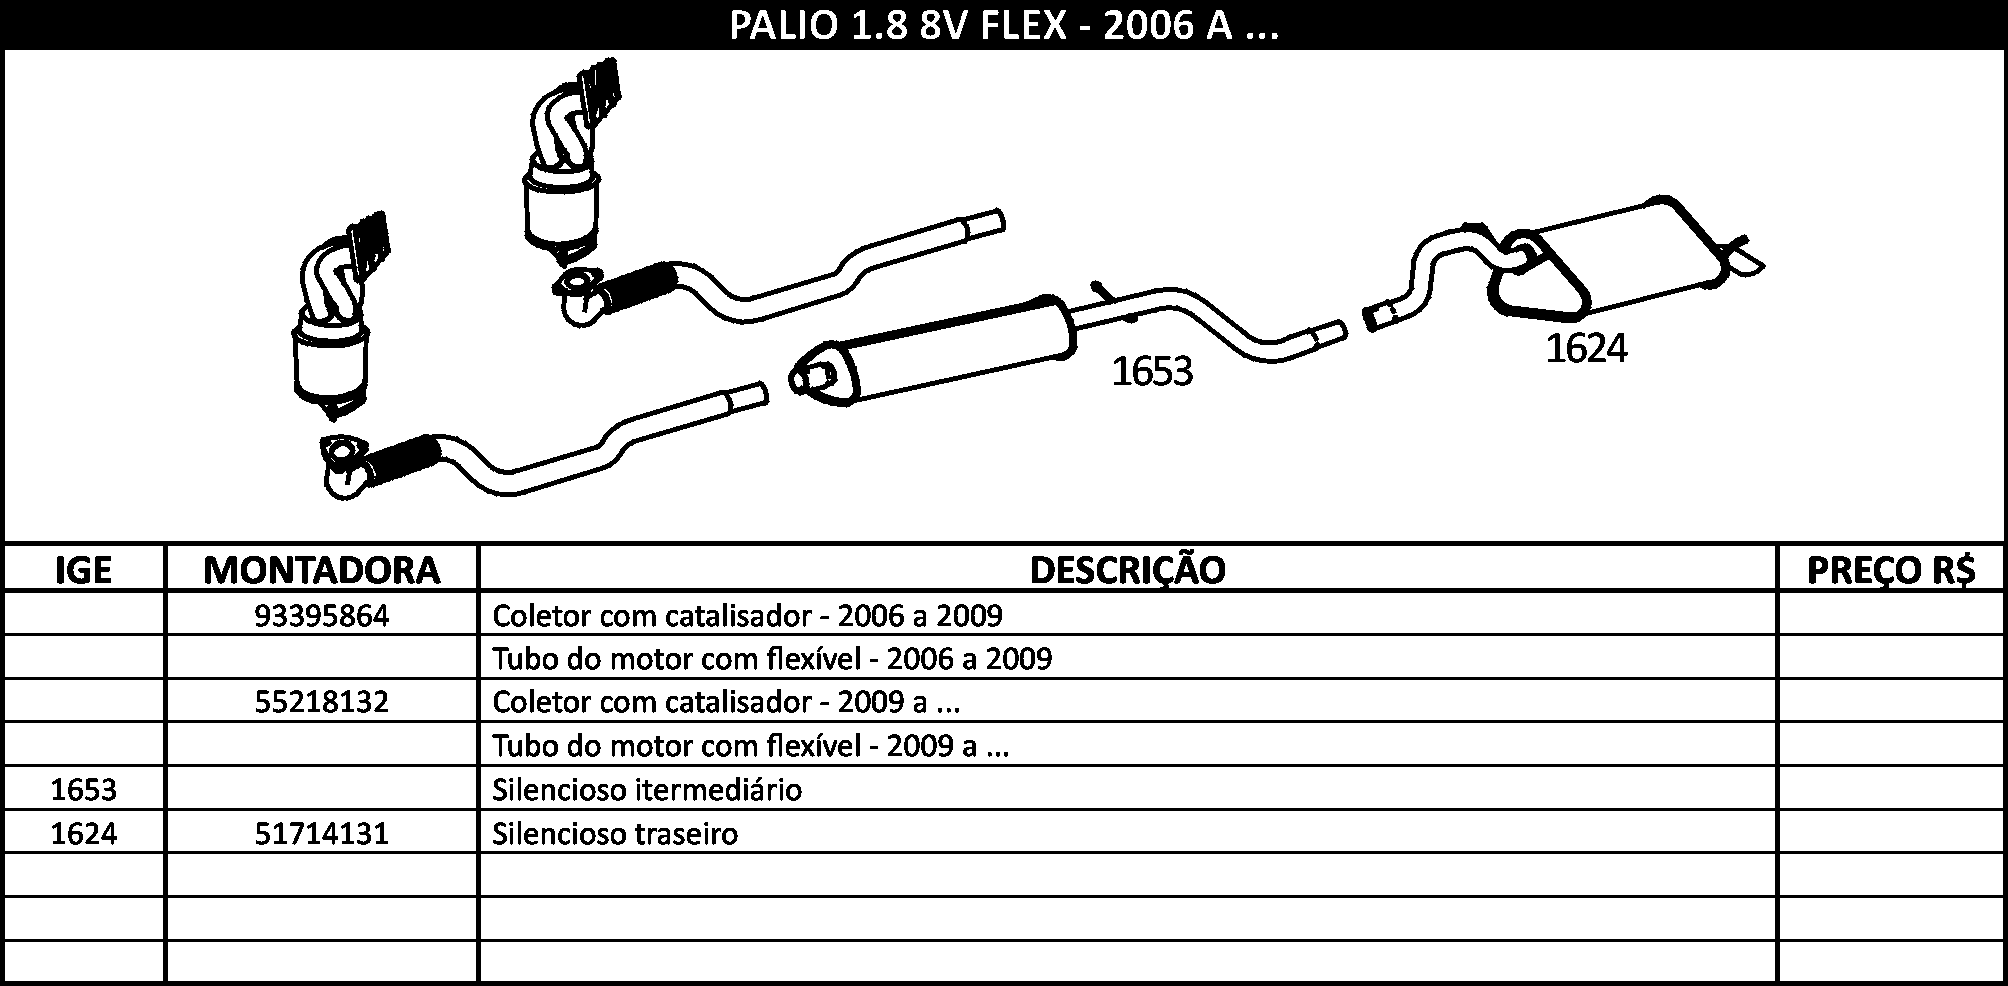 PALIO 1.8 8V FLEX - 2006 A ...
1653
1624
IGE MONTADORA DESCRIÇÃO PREÇO R$
93395864 Coletor com catalisador - 2006 a 2009
Tubo do motor com flexível - 2006 a 2009
55218132 Coletor com catalisador - 2009 a ...
Tubo do motor com flexível - 2009 a ...
1653 Silencioso itermediário
1624 51714131 Silencioso traseiro